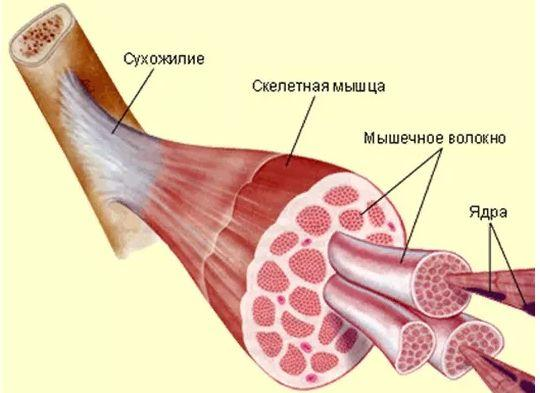 Сухожилие
Скелетная мышца
Мышечное волокно
Ядра